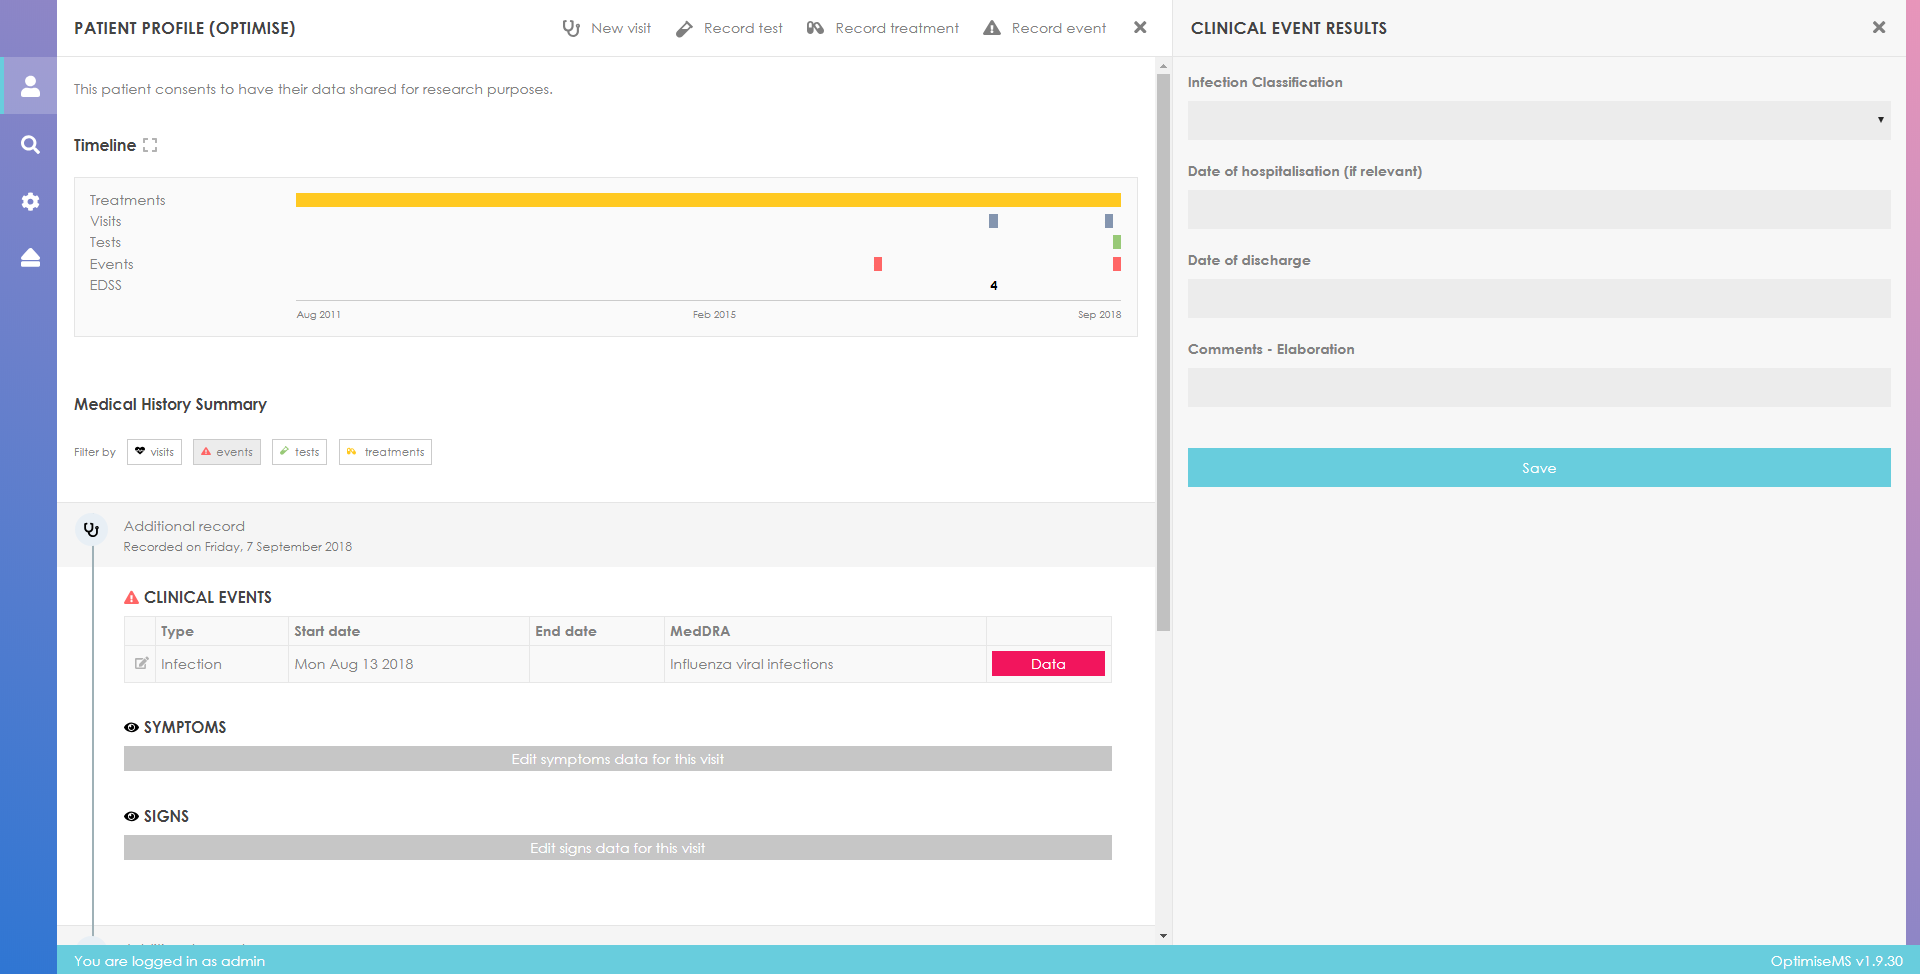 PATIENT PROFILE (OPTIMISE)
New visit
Record test
Record treatment
Record event
This patient consents to have their data shared for research purposes.
Timeline
Treatments
Visits
Tests
Events
EDSS
4
Aug 2011
Feb 2015
Sep 2018
Medical History Summary
Filter by
visits
events
tests
treatments
Additional record
Recorded on Friday, 7 September 2018
CLINICAL EVENTS
Type Start date End date MedDRA
Infection Mon Aug 13 2018 Influenza viral infections Data
SYMPTOMS
Edit symptoms data for this visit
SIGNS
Edit signs data for this visit
You are logged in as admin
CLINICAL EVENT RESULTS
Infection Classification
Date of hospitalisation (if relevant)
Date of discharge
Comments - Elaboration
Save
OptimiseMS v1.9.30